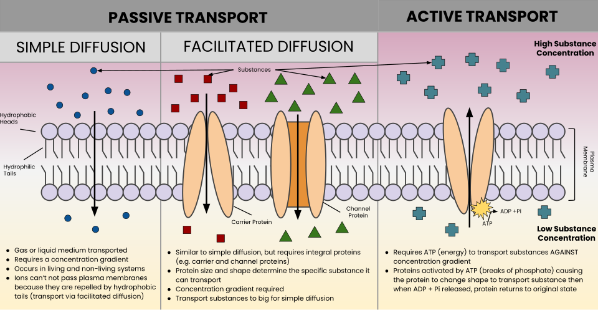 PASSIVE TRANSPORT
ACTIVE TRANSPORT
SIMPLE DIFFUSION
FACILITATED DIFFUSION
High Substance
Concentration
Substances
Hydrophobic
Heads
Hydrophilic
Tails
Plasma
Membrane
Carrier Protein
Channel
Protein
ADP +Pi
ATP
Low Substance
Concentration
• Gas or liquid medium transported
• Requires a concentration gradient
• Occurs in living and non-living systems
• Ions can't not pass plasma membranes
because they are repelled by hydrophobic
tails (transport via facilitated diffusion)
• Similar to simple diffusion, but requires integral proteins
(e.g. carrier and channel proteins)
• Protein size and shape determine the specific substance it
can transport
• Concentration gradient required
• Transport substances to big for simple diffusion
• Requires ATP (energy) to transport substances AGAINST
concentration gradient
• Proteins activated by ATP (breaks of phosphate) causing
the protein to change shape to transport substance then
when ADP + Pi released, protein returns to original state